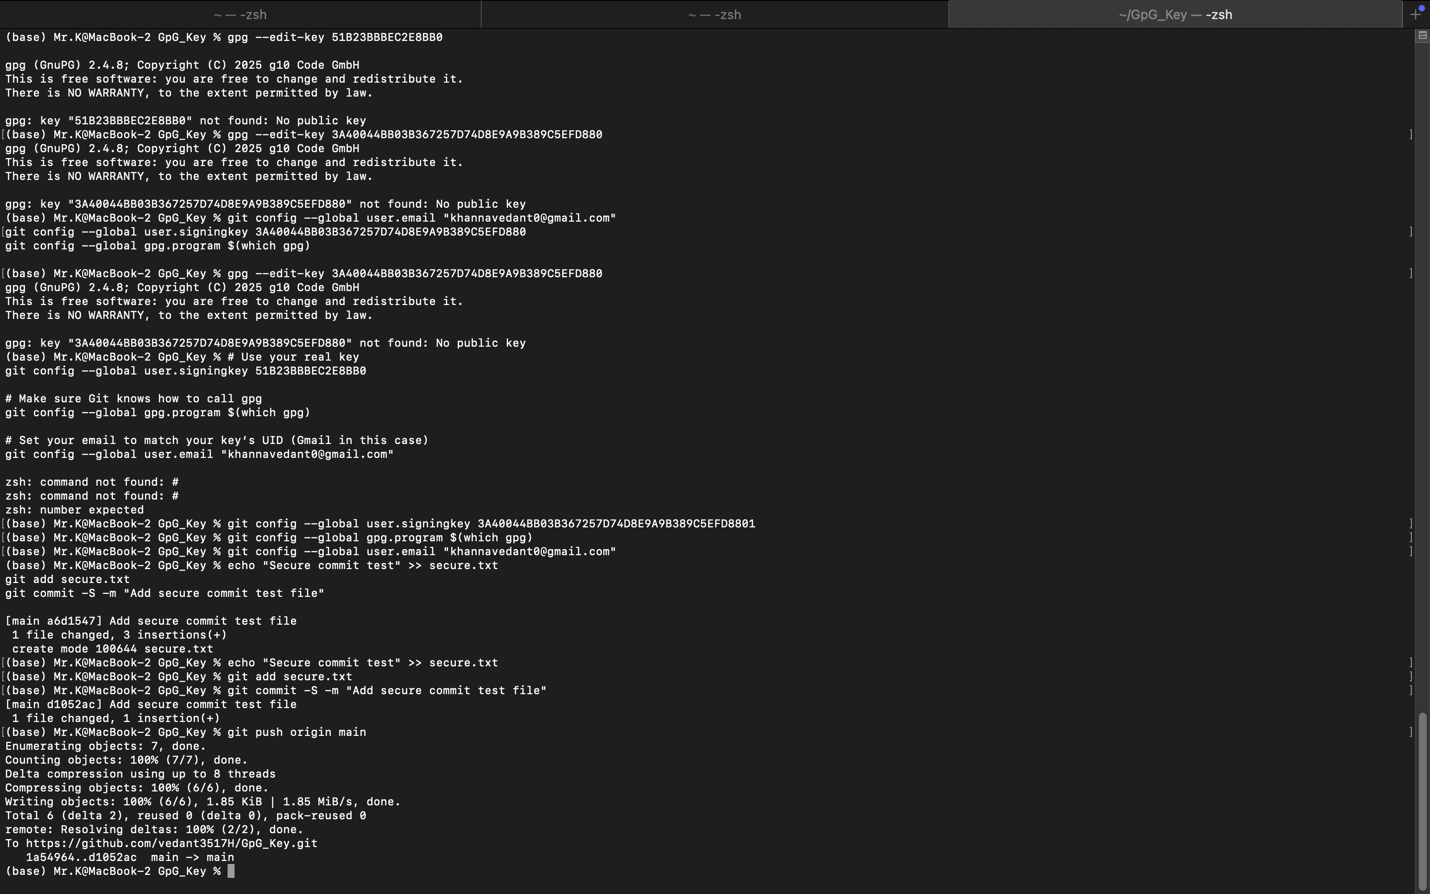 ~ — -zsh
~ — -zsh
~/GpG_Key — -zsh
(base) Mr.K@MacBook-2 GpG_Key % gpg --edit-key 51B23BBBEC2E8BB0
gpg (GnuPG) 2.4.8; Copyright (C) 2025 g10 Code GmbH
This is free software: you are free to change and redistribute it.
There is NO WARRANTY, to the extent permitted by law.
gpg: key "51B23BBBEC2E8BB0" not found: No public key
[(base) Mr.K@MacBook-2 GpG_Key % gpg --edit-key 3A40044BB03B367257D74D8E9A9B389C5EFD880 ]
gpg (GnuPG) 2.4.8; Copyright (C) 2025 g10 Code GmbH
This is free software: you are free to change and redistribute it.
There is NO WARRANTY, to the extent permitted by law.
gpg: key "3A40044BB03B367257D74D8E9A9B389C5EFD880" not found: No public key
(base) Mr.K@MacBook-2 GpG_Key % git config --global user.email "khannavedant0@gmail.com"
[git config --global user.signingkey 3A40044BB03B367257D74D8E9A9B389C5EFD880 ]
git config --global gpg.program $(which gpg)
[(base) Mr.K@MacBook-2 GpG_Key % gpg --edit-key 3A40044BB03B367257D74D8E9A9B389C5EFD880 ]
gpg (GnuPG) 2.4.8; Copyright (C) 2025 g10 Code GmbH
This is free software: you are free to change and redistribute it.
There is NO WARRANTY, to the extent permitted by law.
gpg: key "3A40044BB03B367257D74D8E9A9B389C5EFD880" not found: No public key
(base) Mr.K@MacBook-2 GpG_Key % # Use your real key
git config --global user.signingkey 51B23BBBEC2E8BB0
# Make sure Git knows how to call gpg
git config --global gpg.program $(which gpg)
# Set your email to match your key’s UID (Gmail in this case)
git config --global user.email "khannavedant0@gmail.com"
zsh: command not found: #
zsh: command not found: #
zsh: number expected
[(base) Mr.K@MacBook-2 GpG_Key % git config --global user.signingkey 3A40044BB03B367257D74D8E9A9B389C5EFD8801 ]
[(base) Mr.K@MacBook-2 GpG_Key % git config --global gpg.program $(which gpg) ]
[(base) Mr.K@MacBook-2 GpG_Key % git config --global user.email "khannavedant0@gmail.com" ]
(base) Mr.K@MacBook-2 GpG_Key % echo "Secure commit test" >> secure.txt
git add secure.txt
git commit -S -m "Add secure commit test file"
[main a6d1547] Add secure commit test file
1 file changed, 3 insertions(+)
create mode 100644 secure.txt
[(base) Mr.K@MacBook-2 GpG_Key % echo "Secure commit test" >> secure.txt ]
[(base) Mr.K@MacBook-2 GpG_Key % git add secure.txt ]
[(base) Mr.K@MacBook-2 GpG_Key % git commit -S -m "Add secure commit test file" ]
[main d1052ac] Add secure commit test file
1 file changed, 1 insertion(+)
[(base) Mr.K@MacBook-2 GpG_Key % git push origin main ]
Enumerating objects: 7, done.
Counting objects: 100% (7/7), done.
Delta compression using up to 8 threads
Compressing objects: 100% (6/6), done.
Writing objects: 100% (6/6), 1.85 KiB | 1.85 MiB/s, done.
Total 6 (delta 2), reused 0 (delta 0), pack-reused 0
remote: Resolving deltas: 100% (2/2), done.
To https://github.com/vedant3517H/GpG_Key.git
1a54964..d1052ac  main -> main
(base) Mr.K@MacBook-2 GpG_Key %